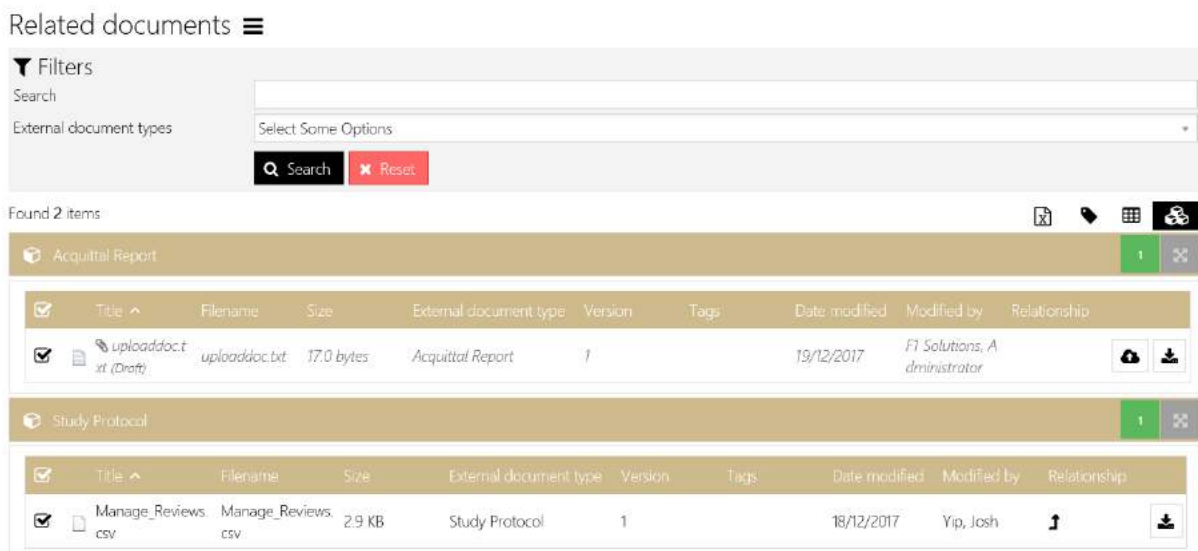 Related documents
Filters
Search
External document types Select Some Options
Search Reset
Found 2 items
Acquittal Report 1
Title Filename Size External document type Version Tags Date modified Modified by Relationship
uploaddoc.t uploaddoc.txt 17.0 bytes Acquittal Report 1 19/12/2017 F1 Solutions, A
xt (Draft) dministrator
Study Protocol 1
Title Filename Size External document type Version Tags Date modified Modified by Relationship
Manage_Reviews. Manage_Reviews. 2.9 KB Study Protocol 1 18/12/2017 Yip, Josh
csv csv